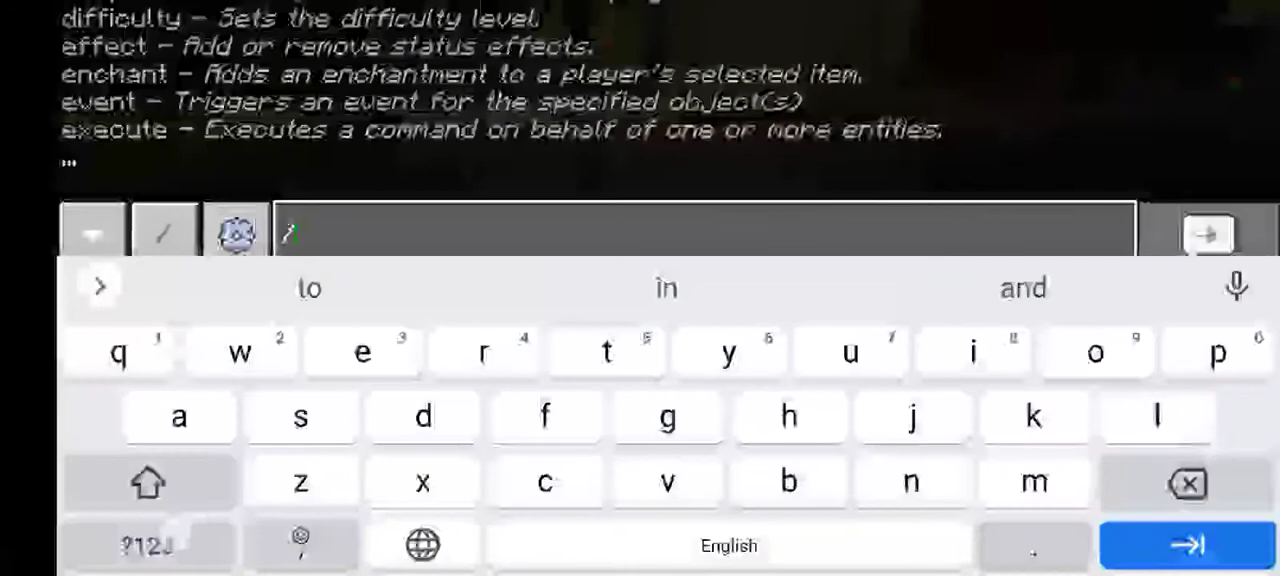 difficulty - Sets the difficulty level.
effect - Add or remove status effects.
enchant - Adds an enchantment to a player's selected item.
event - Triggers an event for the specified object(s)
execute - Executes a command on behalf of one or more entities.
...
/
/
to in and
q 1 w 2 e 3 r 4 t 5 y 6 u 7 i 8 o 9 p 0
a s d f g h j k l
z x c v b n m
?123 , English .